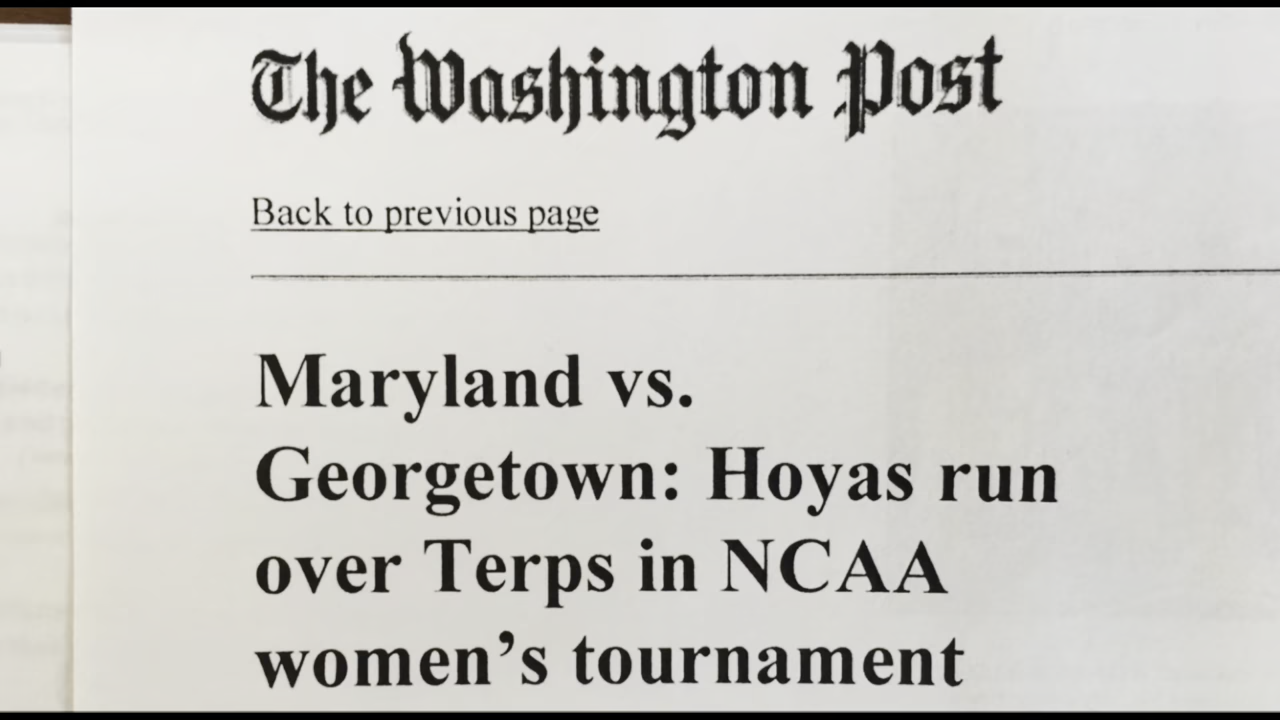 The Washington Post
Back to previous page
Maryland vs.
Georgetown: Hoyas run
over Terps in NCAA
women’s tournament